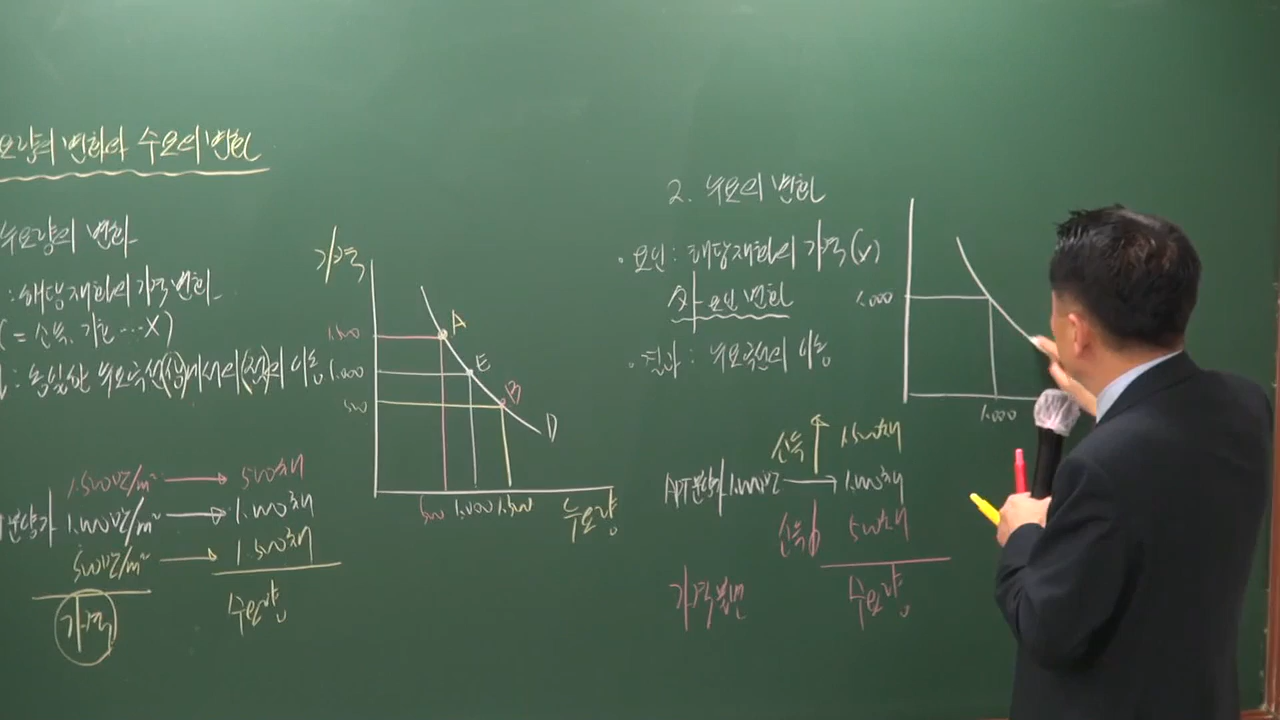 요량의 변화와 수요의 변화
수요량의 변화
: 해당재화의 가격변화
(= 소득, 기호 ... X)
: 동일한 수요곡선(상)에서의 (점)의 이동
1.500만/m² → 500채
분양가 1.000만/m² → 1.000채
500만/m² → 1.500채
가격
수요량
가격
1.500
1.000
500
A
E
B
D
500 1.000 1.500
수요량
2. 수요의 변화
· 요인 : 해당재화의 가격(X)
外 요인 변화
· 결과 : 수요곡선의 이동
소득 ↑ 1.500채
APT분양가 1.000만 → 1.000채
소득 ↓ 500채
가격불변
수요량
1.000
1.000